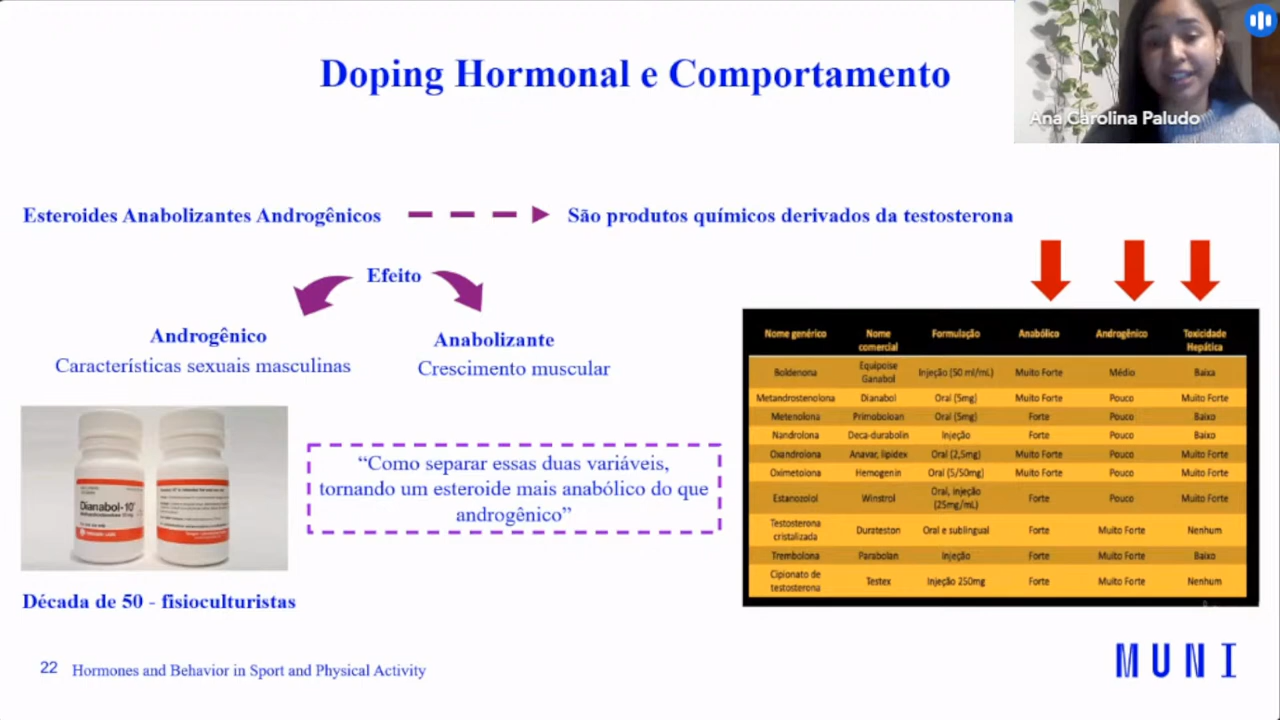 Doping Hormonal e Comportamento
Ana Carolina Paludo
Esteroides Anabolizantes Androgênicos
São produtos químicos derivados da testosterona
Efeito
Androgênico
Características sexuais masculinas
Anabolizante
Crescimento muscular
Dianabol-10
“Como separar essas duas variáveis,
tornando um esteroide mais anabólico do que
androgênico”
Década de 50 - fisioculturistas
Nome genérico Nome comercial Formulação Anabólico Androgênico Toxicidade Hepática
Boldenona Equipoise Ganabol Injeção (50 ml/mL) Muito Forte Médio Baixa
Metandrostenolona Dianabol Oral (5mg) Muito Forte Pouco Muito Forte
Metenolona Primoboloan Oral (5mg) Forte Pouco Baixo
Nandrolona Deca-durabolin Injeção Forte Pouco Baixo
Oxandrolona Anavar, lipidex Oral (2,5mg) Muito Forte Pouco Muito Forte
Oximetolona Hemogenin Oral (5/50mg) Muito Forte Pouco Muito Forte
Estanozolol Winstrol Oral, injeção (25mg/mL) Forte Pouco Muito Forte
Testosterona cristalizada Durateston Oral e sublingual Forte Muito Forte Nenhum
Trembolona Parabolan Injeção Forte Muito Forte Baixo
Cipionato de testosterona Testex Injeção 250mg Forte Muito Forte Nenhum
22 Hormones and Behavior in Sport and Physical Activity
MUNI